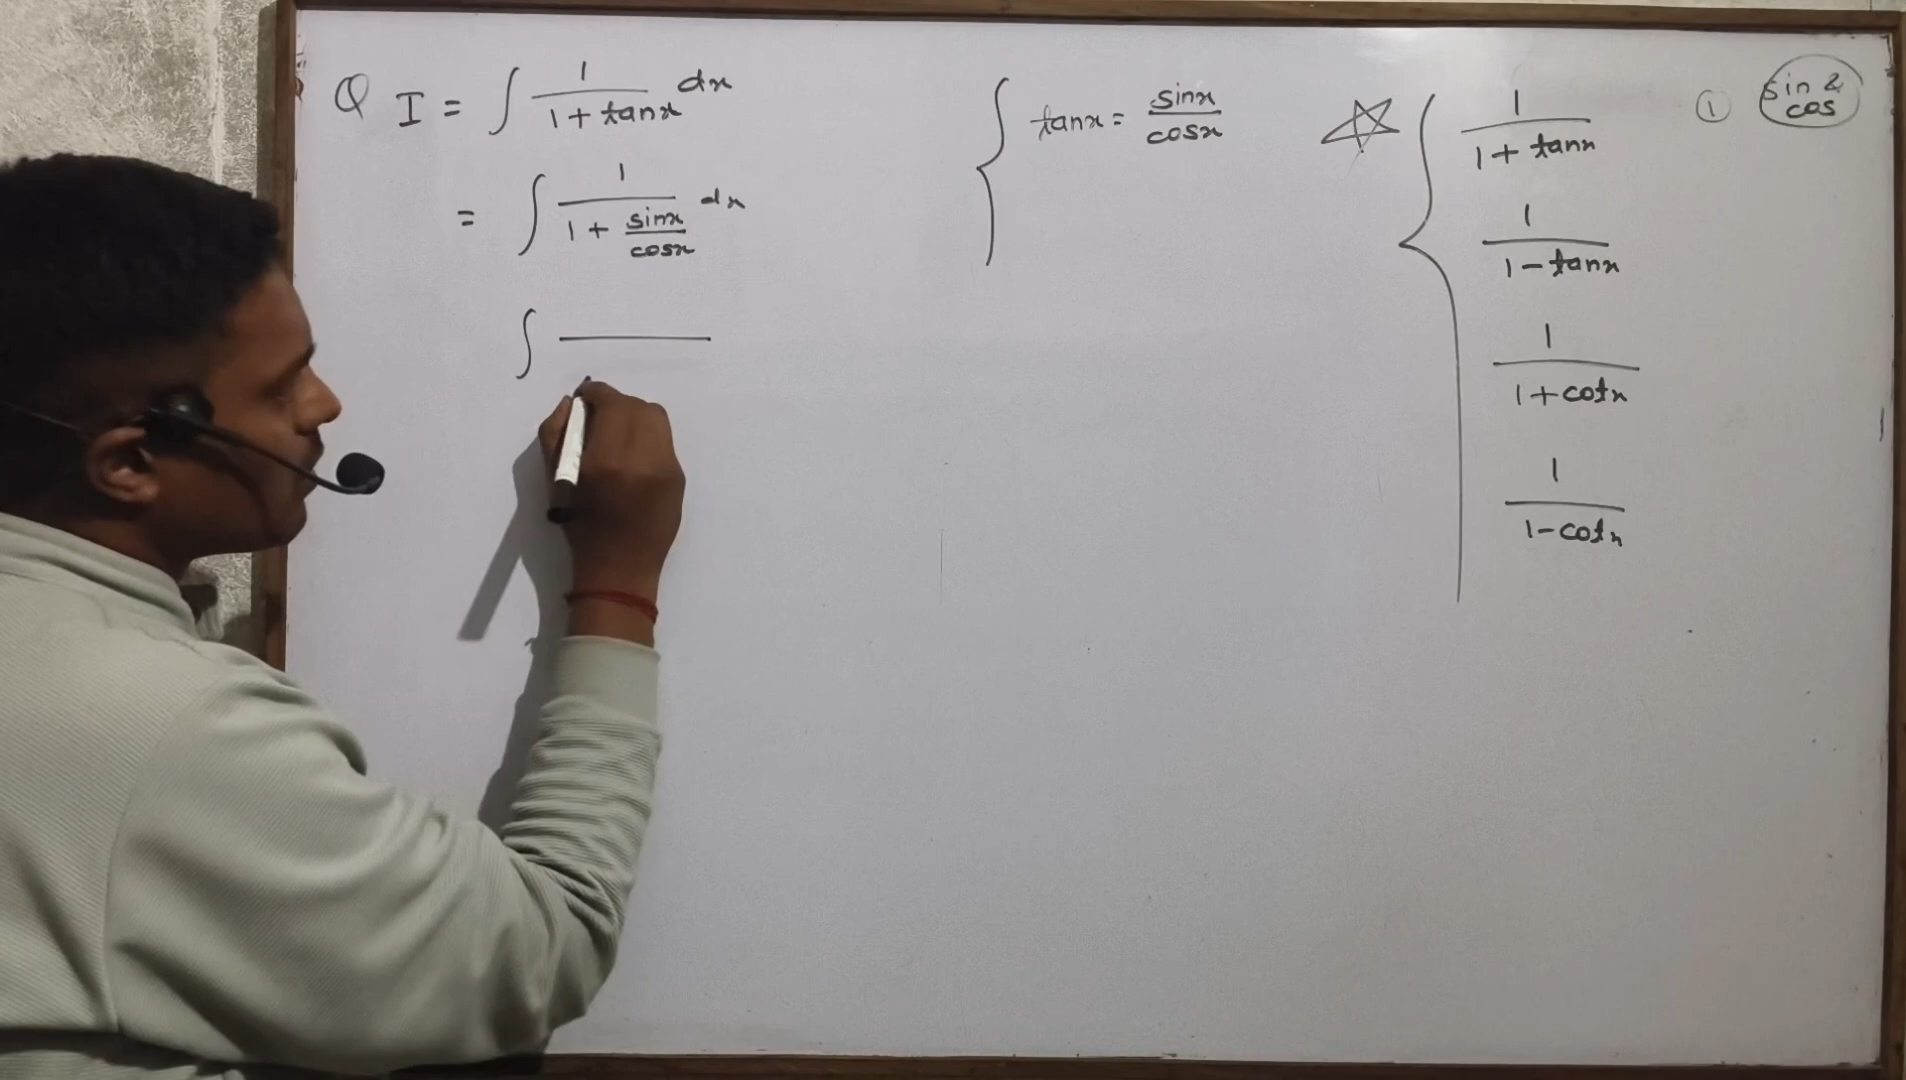 Q I = ∫ 1/(1 + tanx) dx
= ∫ 1/(1 + sinx/cosx) dx
∫
tanx = sinx/cosx
1/(1 + tanx)
1/(1 - tanx)
1/(1 + cotx)
1/(1 - cotx)
① sin & cos